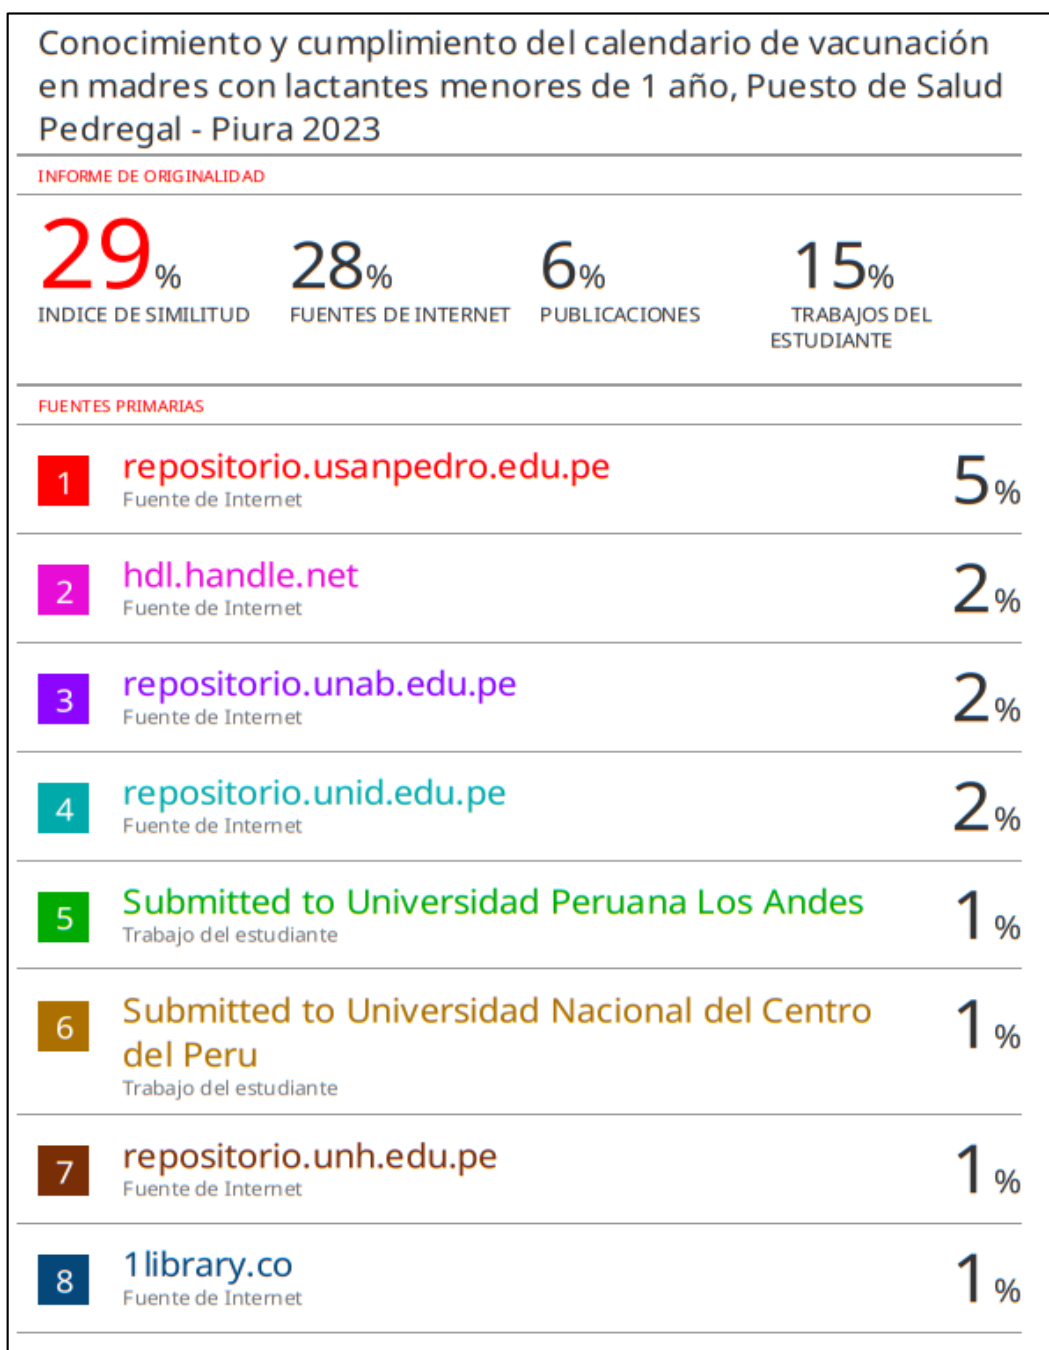 Conocimiento y cumplimiento del calendario de vacunación
en madres con lactantes menores de 1 año, Puesto de Salud
Pedregal - Piura 2023
INFORME DE ORIGINALIDAD
29% 28% 6% 15%
INDICE DE SIMILITUD FUENTES DE INTERNET PUBLICACIONES TRABAJOS DEL
ESTUDIANTE
FUENTES PRIMARIAS
1 repositorio.usanpedro.edu.pe 5%
Fuente de Internet
2 hdl.handle.net 2%
Fuente de Internet
3 repositorio.unab.edu.pe 2%
Fuente de Internet
4 repositorio.unid.edu.pe 2%
Fuente de Internet
5 Submitted to Universidad Peruana Los Andes 1%
Trabajo del estudiante
6 Submitted to Universidad Nacional del Centro 1%
del Peru
Trabajo del estudiante
7 repositorio.unh.edu.pe 1%
Fuente de Internet
8 1library.co 1%
Fuente de Internet